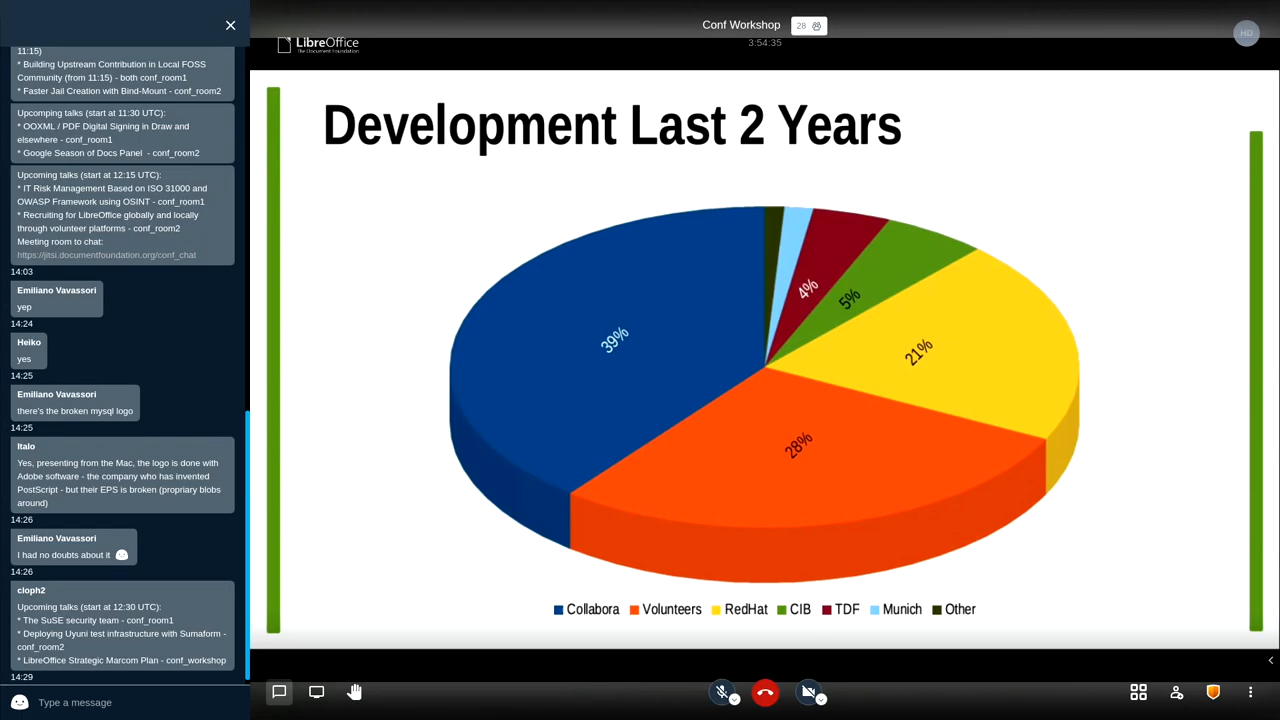 11:15)
* Building Upstream Contribution in Local FOSS
Community (from 11:15) - both conf_room1
* Faster Jail Creation with Bind-Mount - conf_room2
Upcomping talks (start at 11:30 UTC):
* OOXML / PDF Digital Signing in Draw and
elsewhere - conf_room1
* Google Season of Docs Panel - conf_room2
Upcoming talks (start at 12:15 UTC):
* IT Risk Management Based on ISO 31000 and
OWASP Framework using OSINT - conf_room1
* Recruiting for LibreOffice globally and locally
through volunteer platforms - conf_room2
Meeting room to chat:
https://jitsi.documentfoundation.org/conf_chat
14:03
Emiliano Vavassori
yep
14:24
Heiko
yes
14:25
Emiliano Vavassori
there's the broken mysql logo
14:25
Italo
Yes, presenting from the Mac, the logo is done with
Adobe software - the company who has invented
PostScript - but their EPS is broken (propriary blobs
around)
14:26
Emiliano Vavassori
I had no doubts about it
14:26
cloph2
Upcoming talks (start at 12:30 UTC):
* The SuSE security team - conf_room1
* Deploying Uyuni test infrastructure with Sumaform -
conf_room2
* LibreOffice Strategic Marcom Plan - conf_workshop
14:29
Type a message
Conf Workshop 28
3:54:35
HD
LibreOffice
The Document Foundation
Development Last 2 Years
39%
4%
5%
21%
28%
Collabora Volunteers RedHat CIB TDF Munich Other